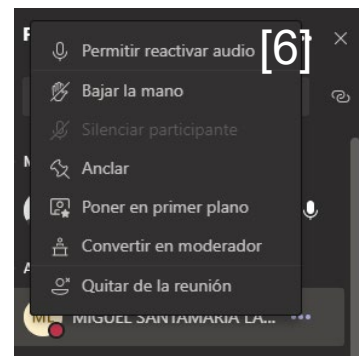 Permitir reactivar audio [6]
Bajar la mano
Silenciar participante
Anclar
Poner en primer plano
Convertir en moderador
Quitar de la reunión
MIGUEL SANTAMARIA LA...